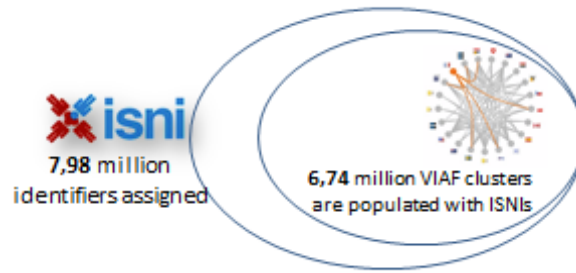 isni
7,98 million
identifiers assigned
6,74 million VIAF clusters
are populated with ISNIs